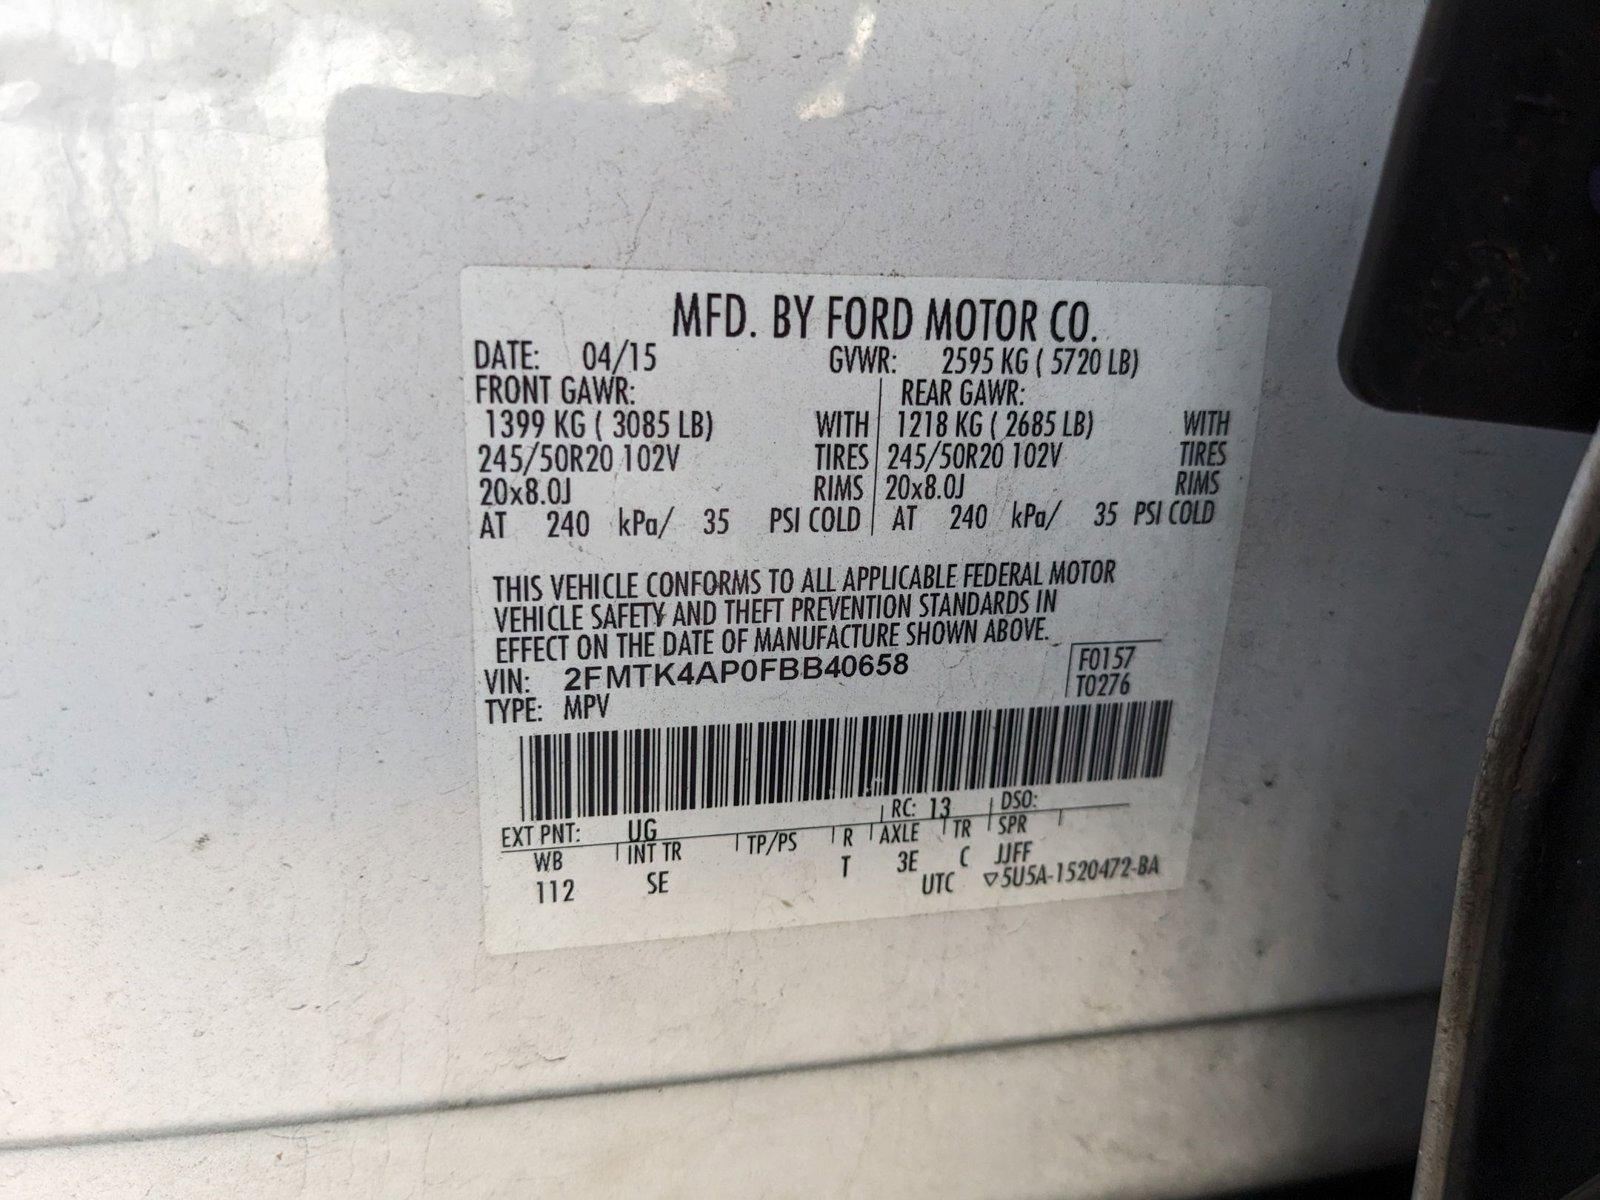 MFD. BY FORD MOTOR CO.
DATE: 04/15 GVWR: 2595 KG ( 5720 LB)
FRONT GAWR: REAR GAWR:
1399 KG ( 3085 LB) WITH 1218 KG ( 2685 LB) WITH
245/50R20 102V TIRES 245/50R20 102V TIRES
20x8.0J RIMS 20x8.0J RIMS
AT 240 kPa/ 35 PSI COLD AT 240 kPa/ 35 PSI COLD
THIS VEHICLE CONFORMS TO ALL APPLICABLE FEDERAL MOTOR
VEHICLE SAFETY AND THEFT PREVENTION STANDARDS IN
EFFECT ON THE DATE OF MANUFACTURE SHOWN ABOVE.
VIN: 2FMTK4AP0FBB40658 F0157
TYPE: MPV T0276
EXT PNT: UG RC: 13 DSO:
WB INT TR TP/PS R AXLE TR SPR
112 SE T 3E C JJFF
UTC ▽5U5A-1520472-BA